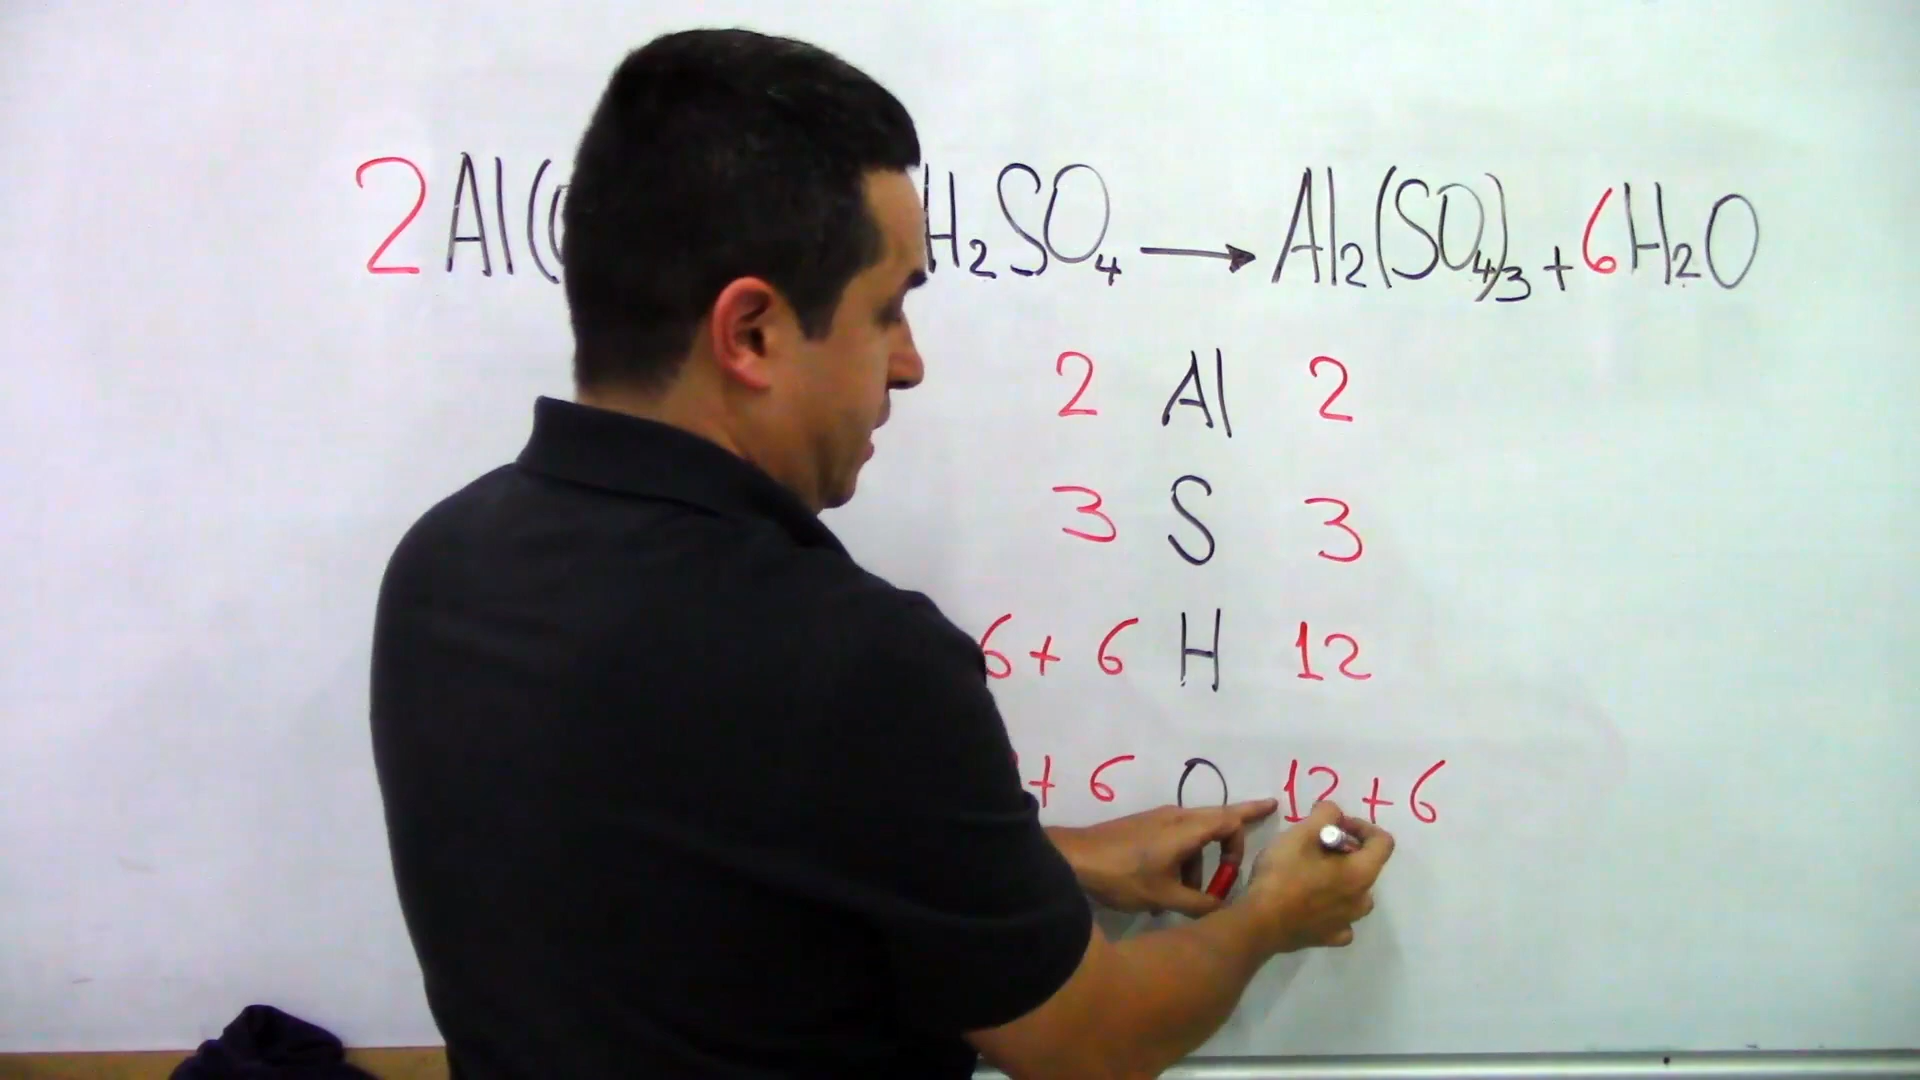 2Al( H₂SO₄ → Al₂(SO₄)₃ + 6H₂O
2 Al 2
3 S 3
6 + 6 H 12
+ 6 O 12 + 6